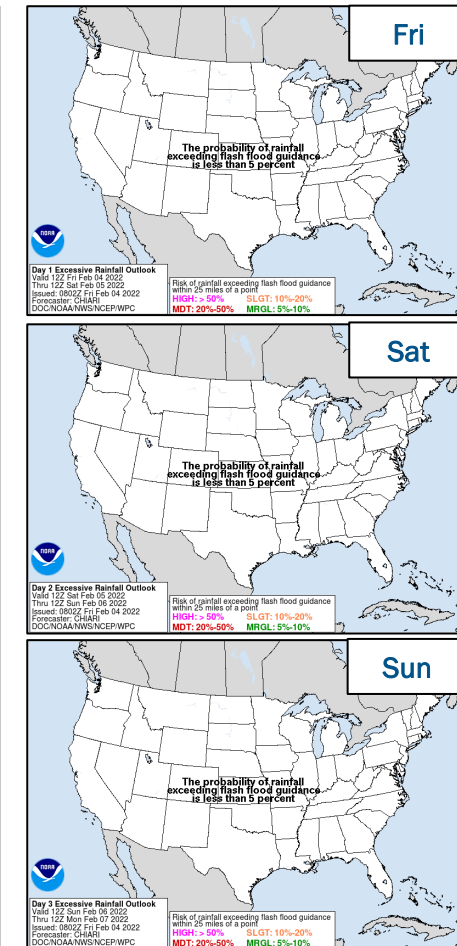 Fri
The probability of rainfall
exceeding flash flood guidance
is less than 5 percent
NOAA
Day 1 Excessive Rainfall Outlook
Valid 12Z Fri Feb 04 2022
Thru 12Z Sat Feb 05 2022
Issued: 0802Z Fri Feb 04 2022
Forecaster: CHIARI
DOC/NOAA/NWS/NCEP/WPC
Risk of rainfall exceeding flash flood guidance
within 25 miles of a point
HIGH: > 50% SLGT: 10%-20%
MDT: 20%-50% MRGL: 5%-10%
Sat
The probability of rainfall
exceeding flash flood guidance
is less than 5 percent
NOAA
Day 2 Excessive Rainfall Outlook
Valid 12Z Sat Feb 05 2022
Thru 12Z Sun Feb 06 2022
Issued: 0802Z Fri Feb 04 2022
Forecaster: CHIARI
DOC/NOAA/NWS/NCEP/WPC
Risk of rainfall exceeding flash flood guidance
within 25 miles of a point
HIGH: > 50% SLGT: 10%-20%
MDT: 20%-50% MRGL: 5%-10%
Sun
The probability of rainfall
exceeding flash flood guidance
is less than 5 percent
NOAA
Day 3 Excessive Rainfall Outlook
Valid 12Z Sun Feb 06 2022
Thru 12Z Mon Feb 07 2022
Issued: 0802Z Fri Feb 04 2022
Forecaster: CHIARI
DOC/NOAA/NWS/NCEP/WPC
Risk of rainfall exceeding flash flood guidance
within 25 miles of a point
HIGH: > 50% SLGT: 10%-20%
MDT: 20%-50% MRGL: 5%-10%